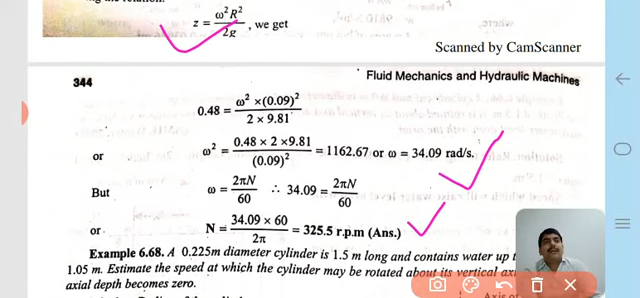 z = ω²R² / 2g , we get
Scanned by CamScanner
344
Fluid Mechanics and Hydraulic Machines
0.48 = ω² × (0.09)² / 2 × 9.81
or ω² = 0.48 × 2 × 9.81 / (0.09)² = 1162.67 or ω = 34.09 rad/s.
But ω = 2πN / 60 ∴ 34.09 = 2πN / 60
or N = 34.09 × 60 / 2π = 325.5 r.p.m (Ans.)
Example 6.68. A 0.225m diameter cylinder is 1.5 m long and contains water up
1.05 m. Estimate the speed at which the cylinder may be rotated about its vertical
axial depth becomes zero.